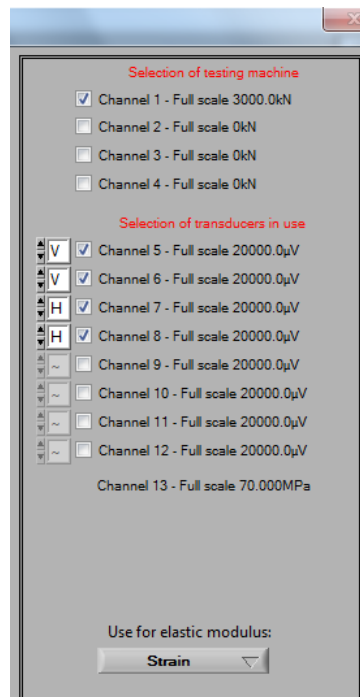 Selection of testing machine
Channel 1 - Full scale 3000.0kN
Channel 2 - Full scale 0kN
Channel 3 - Full scale 0kN
Channel 4 - Full scale 0kN
Selection of transducers in use
V Channel 5 - Full scale 20000.0µV
V Channel 6 - Full scale 20000.0µV
H Channel 7 - Full scale 20000.0µV
H Channel 8 - Full scale 20000.0µV
~ Channel 9 - Full scale 20000.0µV
~ Channel 10 - Full scale 20000.0µV
~ Channel 11 - Full scale 20000.0µV
~ Channel 12 - Full scale 20000.0µV
Channel 13 - Full scale 70.000MPa
Use for elastic modulus:
Strain